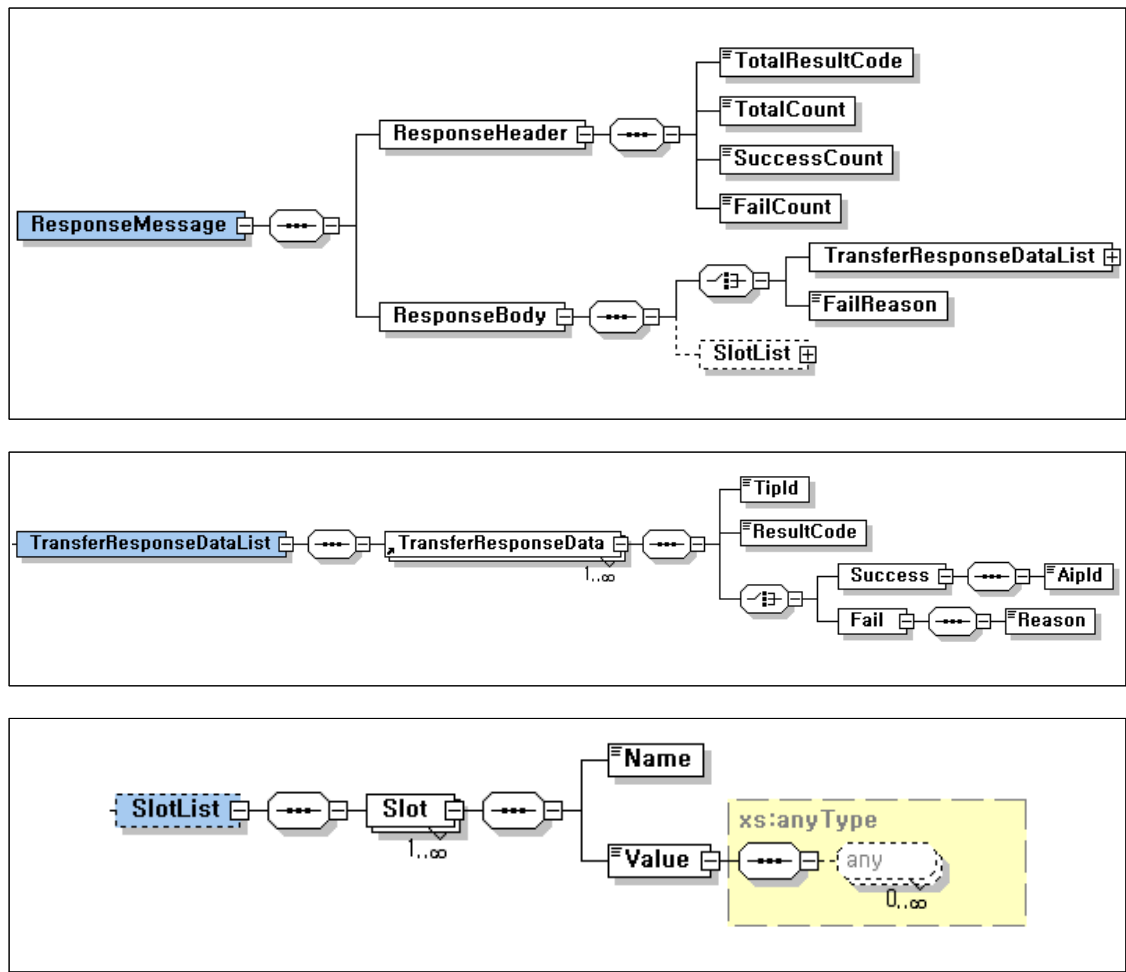 TotalResultCode
TotalCount
ResponseHeader
SuccessCount
FailCount
ResponseMessage
TransferResponseDataList
ResponseBody
FailReason
SlotList
TipId
TransferResponseDataList
TransferResponseData
1..∞
ResultCode
Success
AipId
Fail
Reason
Name
SlotList
Slot
1..∞
xs:anyType
Value
any
0..∞